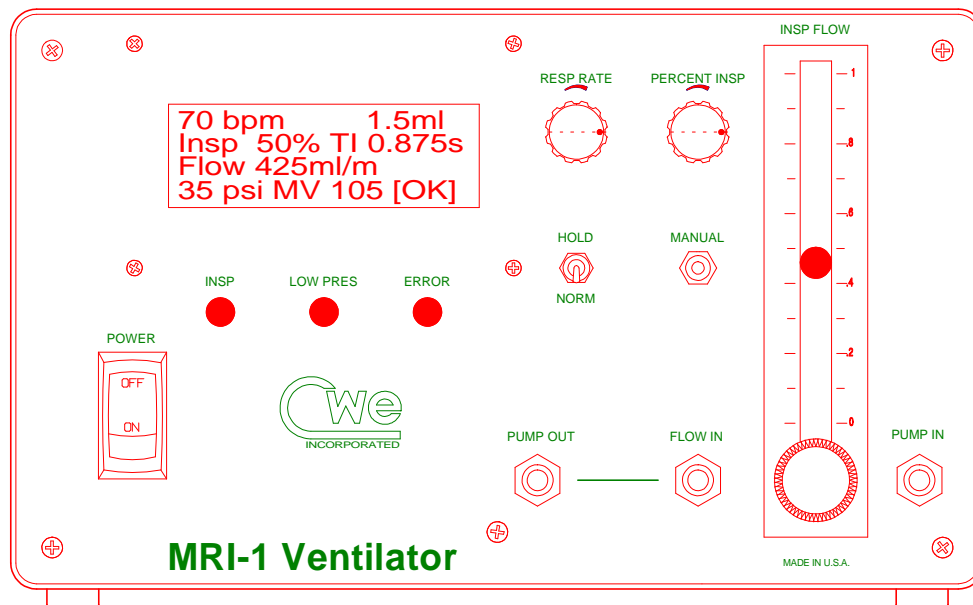 INSP FLOW
RESP RATE
PERCENT INSP
70 bpm 1.5ml
Insp 50% TI 0.875s
Flow 425ml/m
35 psi MV 105 [OK]
1
.8
.6
.4
.2
0
HOLD
NORM
MANUAL
INSP
LOW PRES
ERROR
POWER
OFF
ON
CWe
INCORPORATED
PUMP OUT
FLOW IN
PUMP IN
MRI-1 Ventilator
MADE IN U.S.A.